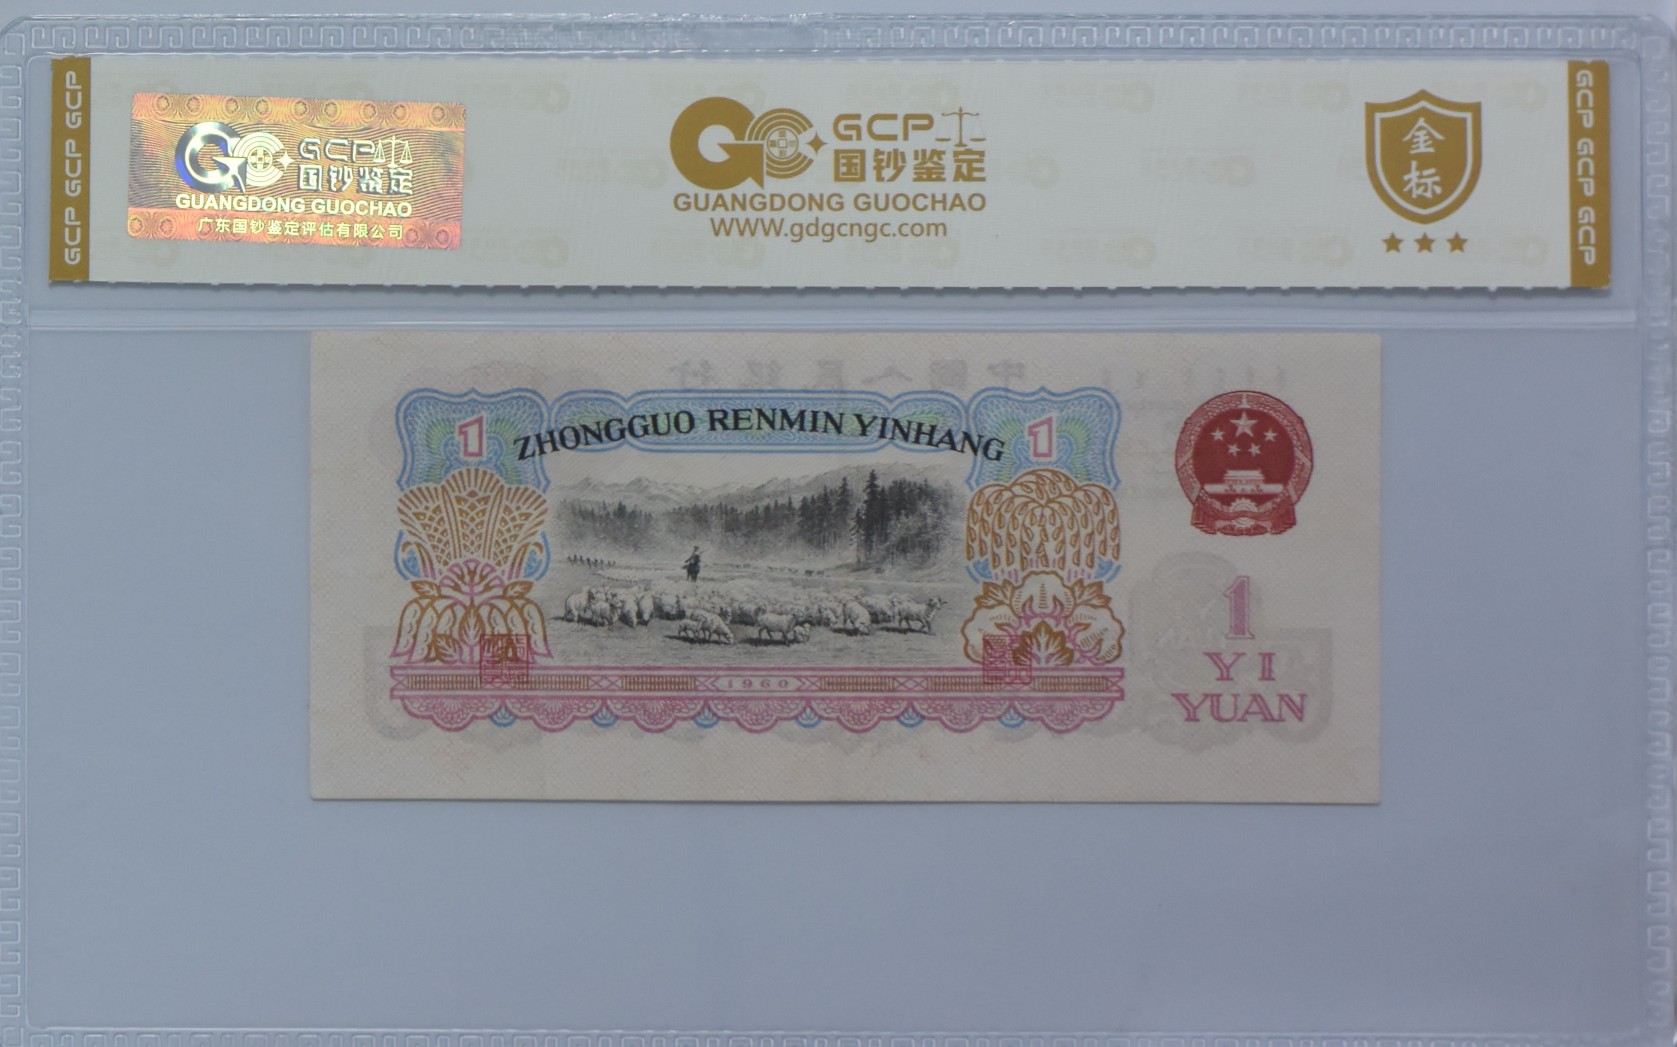 GCP GCP GCP
GCP
国钞鉴定
GUANGDONG GUOCHAO
广东国钞鉴定评估有限公司
GCP
国钞鉴定
GUANGDONG GUOCHAO
WWW.gdgcngc.com
金
标
GCP GCP GCP
1
ZHONGGUO RENMIN YINHANG
1
1960
1
YI
YUAN